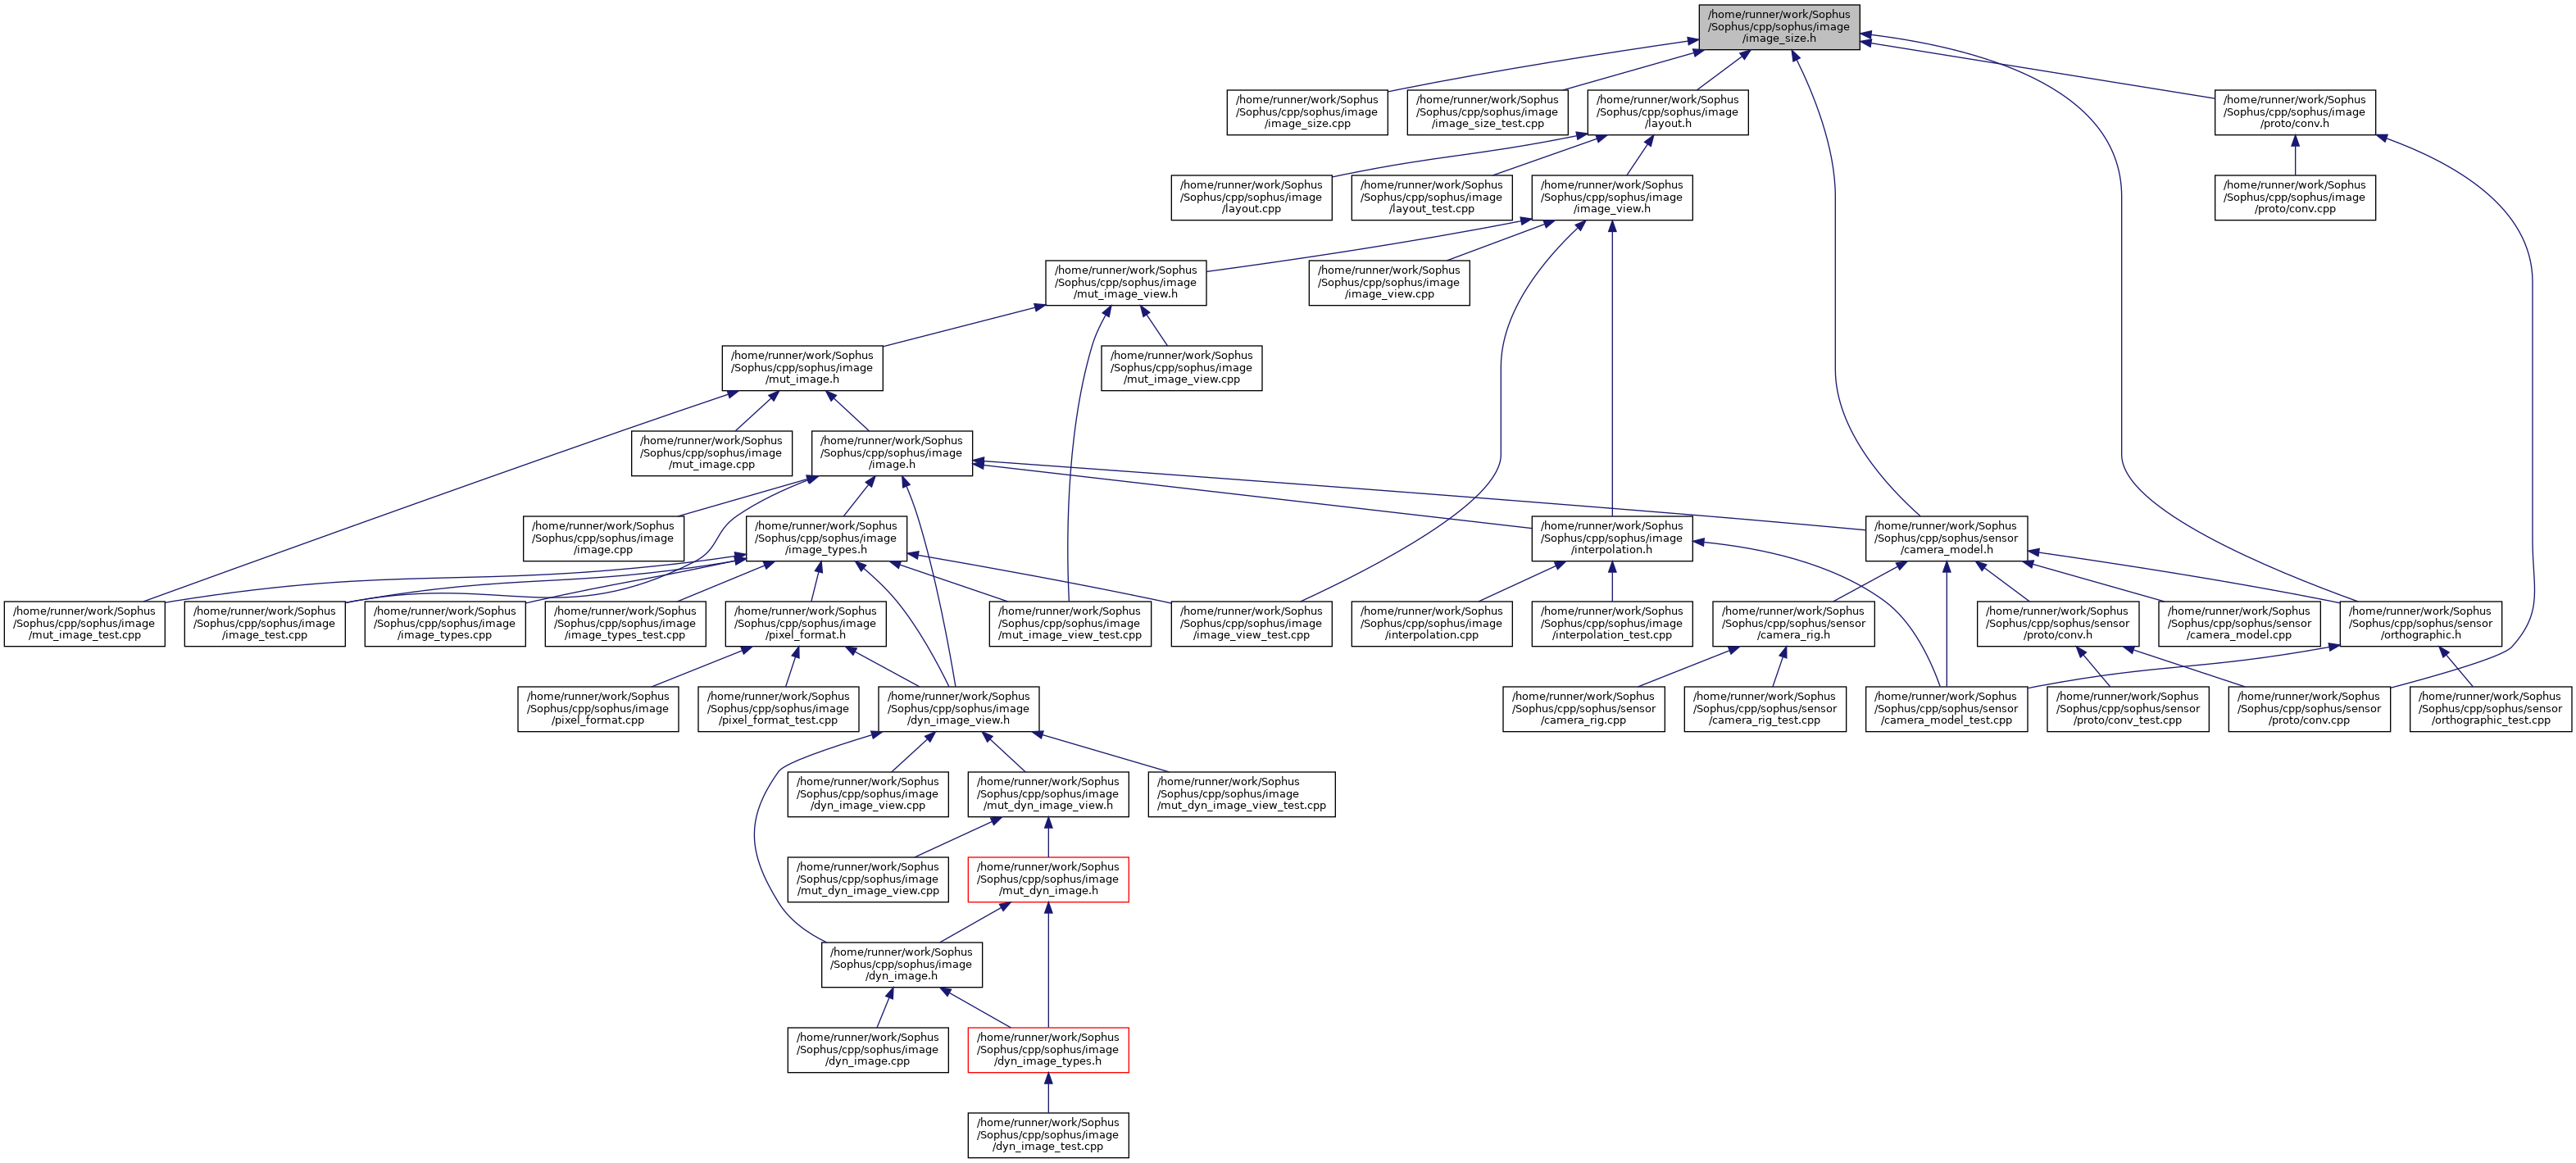 /home/runner/work/Sophus
/Sophus/cpp/sophus/image
/image_size.h
/home/runner/work/Sophus
/Sophus/cpp/sophus/image
/image_size.cpp
/home/runner/work/Sophus
/Sophus/cpp/sophus/image
/image_size_test.cpp
/home/runner/work/Sophus
/Sophus/cpp/sophus/image
/layout.h
/home/runner/work/Sophus
/Sophus/cpp/sophus/image
/proto/conv.h
/home/runner/work/Sophus
/Sophus/cpp/sophus/image
/layout.cpp
/home/runner/work/Sophus
/Sophus/cpp/sophus/image
/layout_test.cpp
/home/runner/work/Sophus
/Sophus/cpp/sophus/image
/image_view.h
/home/runner/work/Sophus
/Sophus/cpp/sophus/image
/proto/conv.cpp
/home/runner/work/Sophus
/Sophus/cpp/sophus/image
/mut_image_view.h
/home/runner/work/Sophus
/Sophus/cpp/sophus/image
/image_view.cpp
/home/runner/work/Sophus
/Sophus/cpp/sophus/image
/mut_image.h
/home/runner/work/Sophus
/Sophus/cpp/sophus/image
/mut_image_view.cpp
/home/runner/work/Sophus
/Sophus/cpp/sophus/image
/mut_image.cpp
/home/runner/work/Sophus
/Sophus/cpp/sophus/image
/image.h
/home/runner/work/Sophus
/Sophus/cpp/sophus/image
/image.cpp
/home/runner/work/Sophus
/Sophus/cpp/sophus/image
/image_types.h
/home/runner/work/Sophus
/Sophus/cpp/sophus/image
/interpolation.h
/home/runner/work/Sophus
/Sophus/cpp/sophus/sensor
/camera_model.h
/home/runner/work/Sophus
/Sophus/cpp/sophus/image
/mut_image_test.cpp
/home/runner/work/Sophus
/Sophus/cpp/sophus/image
/image_test.cpp
/home/runner/work/Sophus
/Sophus/cpp/sophus/image
/image_types.cpp
/home/runner/work/Sophus
/Sophus/cpp/sophus/image
/image_types_test.cpp
/home/runner/work/Sophus
/Sophus/cpp/sophus/image
/pixel_format.h
/home/runner/work/Sophus
/Sophus/cpp/sophus/image
/mut_image_view_test.cpp
/home/runner/work/Sophus
/Sophus/cpp/sophus/image
/image_view_test.cpp
/home/runner/work/Sophus
/Sophus/cpp/sophus/image
/interpolation.cpp
/home/runner/work/Sophus
/Sophus/cpp/sophus/image
/interpolation_test.cpp
/home/runner/work/Sophus
/Sophus/cpp/sophus/sensor
/camera_rig.h
/home/runner/work/Sophus
/Sophus/cpp/sophus/sensor
/proto/conv.h
/home/runner/work/Sophus
/Sophus/cpp/sophus/sensor
/camera_model.cpp
/home/runner/work/Sophus
/Sophus/cpp/sophus/sensor
/orthographic.h
/home/runner/work/Sophus
/Sophus/cpp/sophus/image
/pixel_format.cpp
/home/runner/work/Sophus
/Sophus/cpp/sophus/image
/pixel_format_test.cpp
/home/runner/work/Sophus
/Sophus/cpp/sophus/image
/dyn_image_view.h
/home/runner/work/Sophus
/Sophus/cpp/sophus/sensor
/camera_rig.cpp
/home/runner/work/Sophus
/Sophus/cpp/sophus/sensor
/camera_rig_test.cpp
/home/runner/work/Sophus
/Sophus/cpp/sophus/sensor
/camera_model_test.cpp
/home/runner/work/Sophus
/Sophus/cpp/sophus/sensor
/proto/conv_test.cpp
/home/runner/work/Sophus
/Sophus/cpp/sophus/sensor
/proto/conv.cpp
/home/runner/work/Sophus
/Sophus/cpp/sophus/sensor
/orthographic_test.cpp
/home/runner/work/Sophus
/Sophus/cpp/sophus/image
/dyn_image_view.cpp
/home/runner/work/Sophus
/Sophus/cpp/sophus/image
/mut_dyn_image_view.h
/home/runner/work/Sophus
/Sophus/cpp/sophus/image
/mut_dyn_image_view_test.cpp
/home/runner/work/Sophus
/Sophus/cpp/sophus/image
/mut_dyn_image_view.cpp
/home/runner/work/Sophus
/Sophus/cpp/sophus/image
/mut_dyn_image.h
/home/runner/work/Sophus
/Sophus/cpp/sophus/image
/dyn_image.h
/home/runner/work/Sophus
/Sophus/cpp/sophus/image
/dyn_image.cpp
/home/runner/work/Sophus
/Sophus/cpp/sophus/image
/dyn_image_types.h
/home/runner/work/Sophus
/Sophus/cpp/sophus/image
/dyn_image_test.cpp